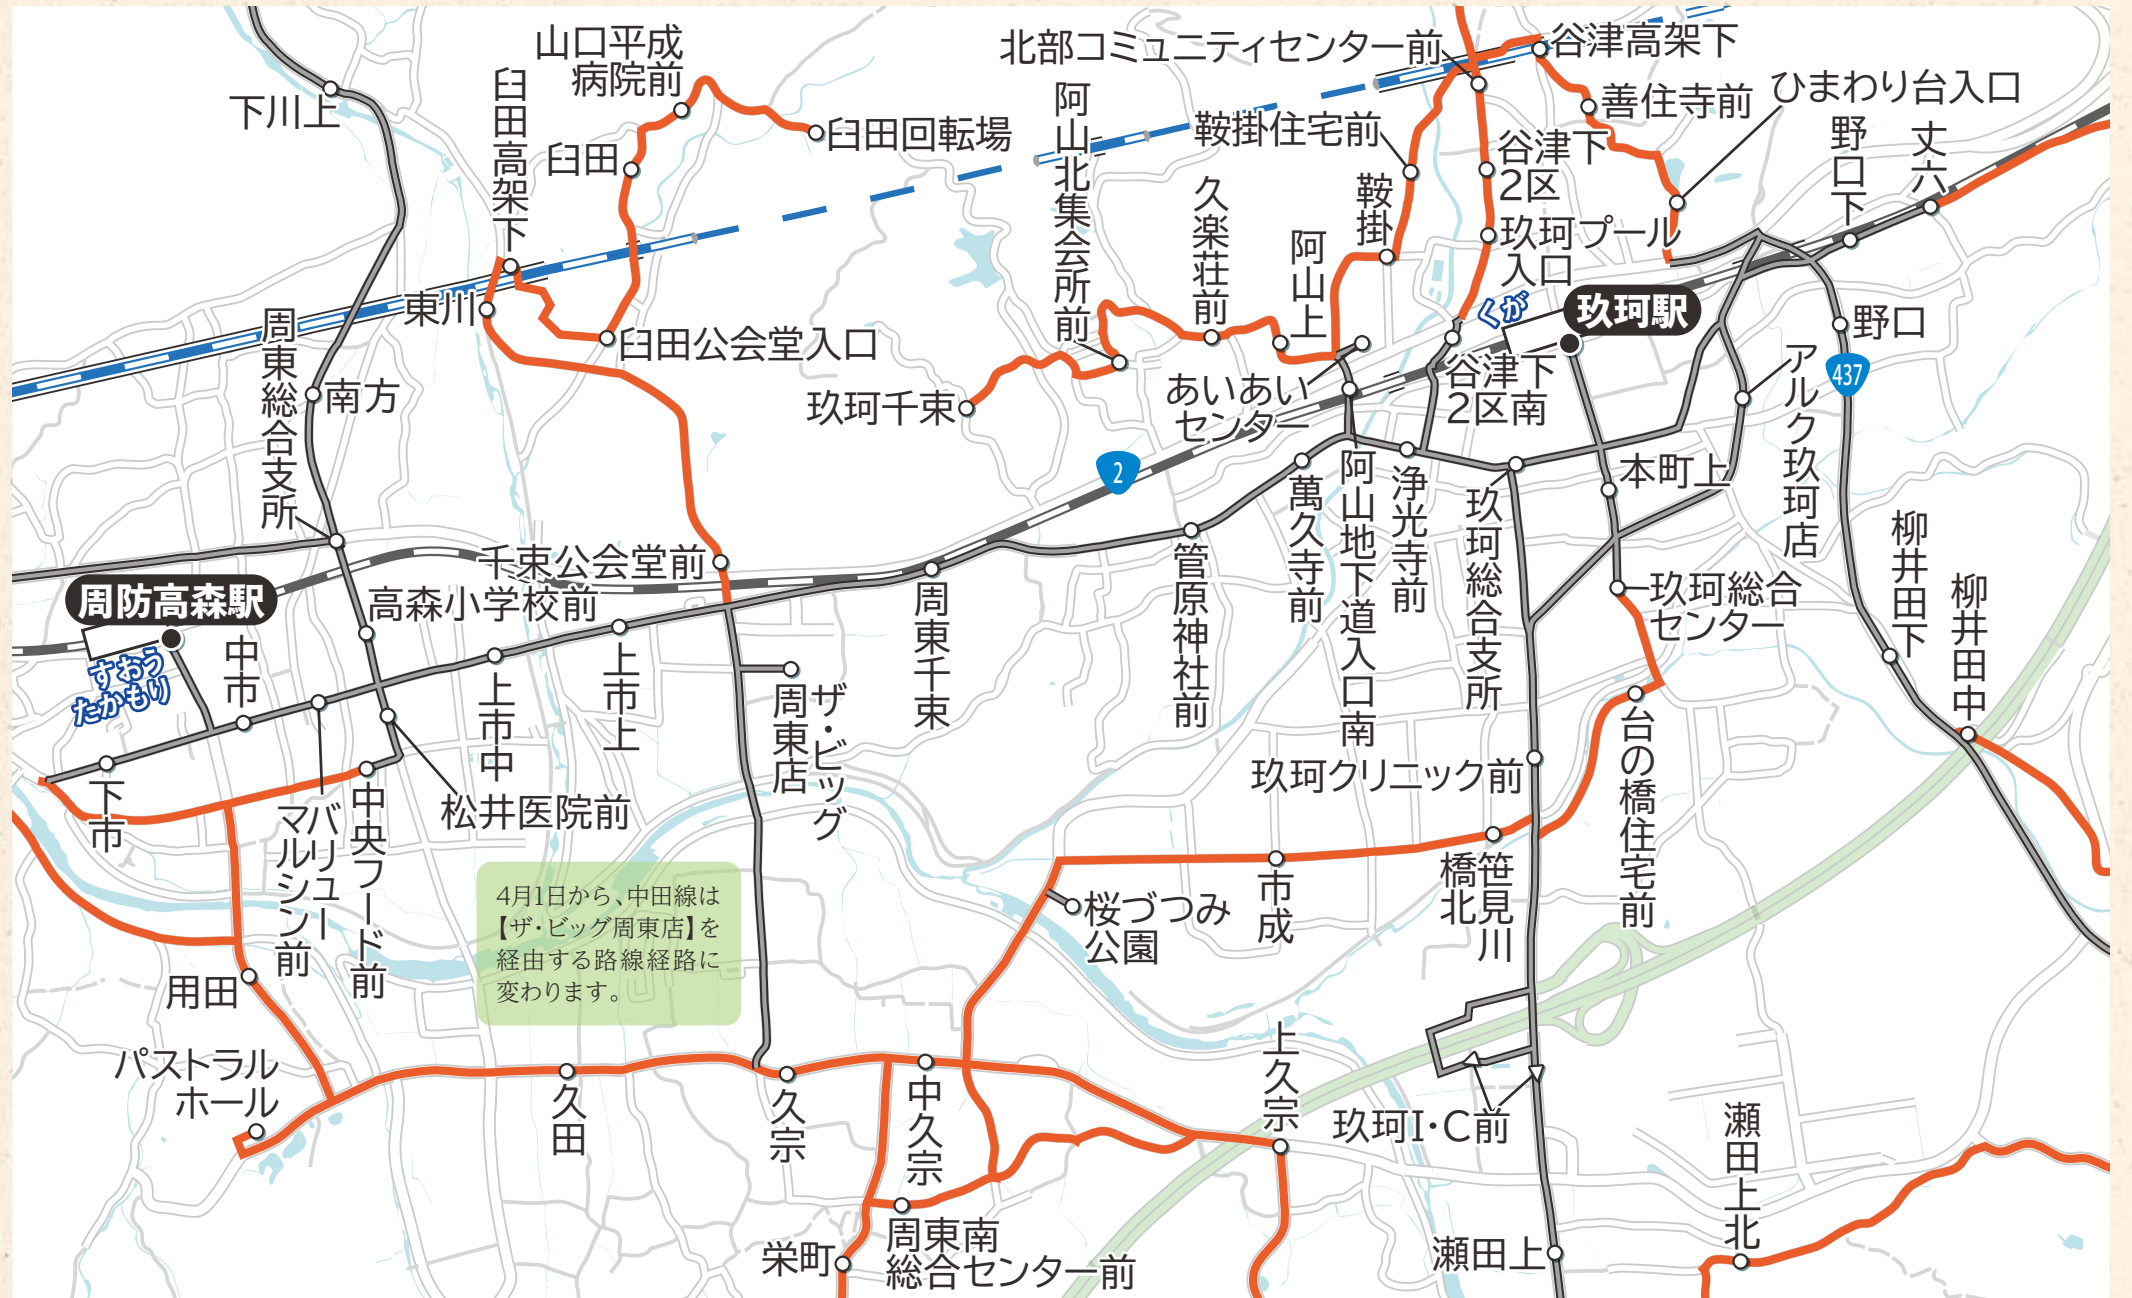 山口平成
病院前
臼田高架下
下川上
臼田
臼田回転場
北部コミュニティセンター前
谷津高架下
阿山北集会所前
鞍掛住宅前
善住寺前
ひまわり台入口
谷津下
2区
野口下
丈六
久楽荘前
鞍掛
阿山上
玖珂プール
入口
くが
玖珂駅
東川
周東総合支所
臼田公会堂入口
南方
玖珂千束
あいあい
センター
谷津下
2区南
野口
437
アルク玖珂店
2
本町上
萬久寺前
阿山地下道入口南
浄光寺前
玖珂総合支所
千束公会堂前
周防高森駅
すおう
たかもり
高森小学校前
中市
上市中
上市上
周東千束
管原神社前
玖珂総合
センター
柳井田下
柳井田中
ザ・ビッグ
周東店
台の橋住宅前
玖珂クリニック前
下市
バリュー
マルシン前
中央フード前
松井医院前
4月1日から、中田線は
【ザ・ビッグ周東店】を
経由する路線経路に
変わります。
桜づつみ
公園
市成
笹見川
橋北
用田
パストラル
ホール
久田
久宗
中久宗
上久宗
玖珂I・C前
瀬田上北
瀬田上
栄町
周東南
総合センター前